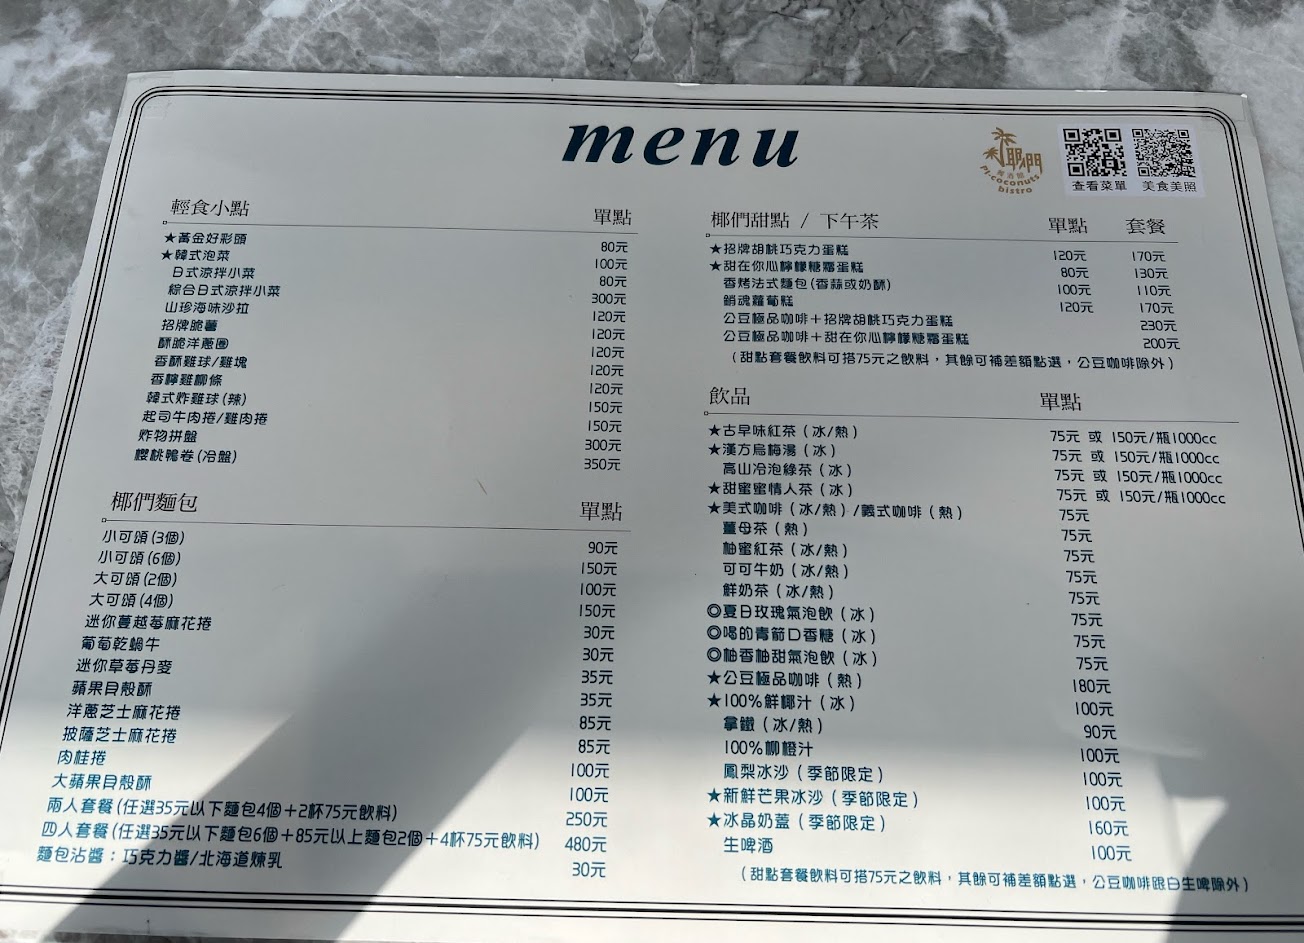 menu
椰們
餐酒館
Pi.coconuts
bistro
查看菜單 美食美照
輕食小點 單點
★黃金好彩頭 80元
★韓式泡菜 100元
日式涼拌小菜 80元
綜合日式涼拌小菜 300元
山珍海味沙拉 120元
招牌脆薯 120元
酥脆洋蔥圈 120元
香酥雞球/雞塊 120元
香檸雞柳條 120元
韓式炸雞球(辣) 150元
起司牛肉捲/雞肉捲 150元
炸物拼盤 300元
櫻桃鴨卷(冷盤) 350元
椰們麵包 單點
小可頌(3個) 90元
小可頌(6個) 150元
大可頌(2個) 100元
大可頌(4個) 150元
迷你蔓越莓麻花捲 30元
葡萄乾蝸牛 30元
迷你草莓丹麥 35元
蘋果貝殼酥 35元
洋蔥芝士麻花捲 85元
披薩芝士麻花捲 85元
肉桂捲 100元
大蘋果貝殼酥 100元
兩人套餐(任選35元以下麵包4個+2杯75元飲料) 250元
四人套餐(任選35元以下麵包6個+85元以上麵包2個+4杯75元飲料) 480元
麵包沾醬：巧克力醬/北海道煉乳 30元
椰們甜點 / 下午茶 單點 套餐
★招牌胡桃巧克力蛋糕 120元 170元
★甜在你心檸檬糖霜蛋糕 80元 130元
香烤法式麵包(香蒜或奶酥) 100元 110元
銷魂蘿蔔糕 120元 170元
公豆極品咖啡+招牌胡桃巧克力蛋糕 230元
公豆極品咖啡+甜在你心檸檬糖霜蛋糕 200元
（甜點套餐飲料可搭75元之飲料，其餘可補差額點選，公豆咖啡除外）
飲品 單點
★古早味紅茶（冰/熱） 75元 或 150元/瓶1000cc
★漢方烏梅湯（冰） 75元 或 150元/瓶1000cc
高山冷泡綠茶（冰） 75元 或 150元/瓶1000cc
★甜蜜蜜情人茶（冰） 75元 或 150元/瓶1000cc
★美式咖啡（冰/熱）/義式咖啡（熱） 75元
薑母茶（熱） 75元
柚蜜紅茶（冰/熱） 75元
可可牛奶（冰/熱） 75元
鮮奶茶（冰/熱） 75元
◎夏日玫瑰氣泡飲（冰） 75元
◎喝的青箭口香糖（冰） 75元
◎柚香柚甜氣泡飲（冰） 75元
★公豆極品咖啡（熱） 180元
★100%鮮椰汁（冰） 100元
拿鐵（冰/熱） 90元
100%柳橙汁 100元
鳳梨冰沙（季節限定） 100元
★新鮮芒果冰沙（季節限定） 100元
★冰晶奶蓋（季節限定） 160元
生啤酒 100元
（甜點套餐飲料可搭75元之飲料，其餘可補差額點選，公豆咖啡跟白生啤除外）